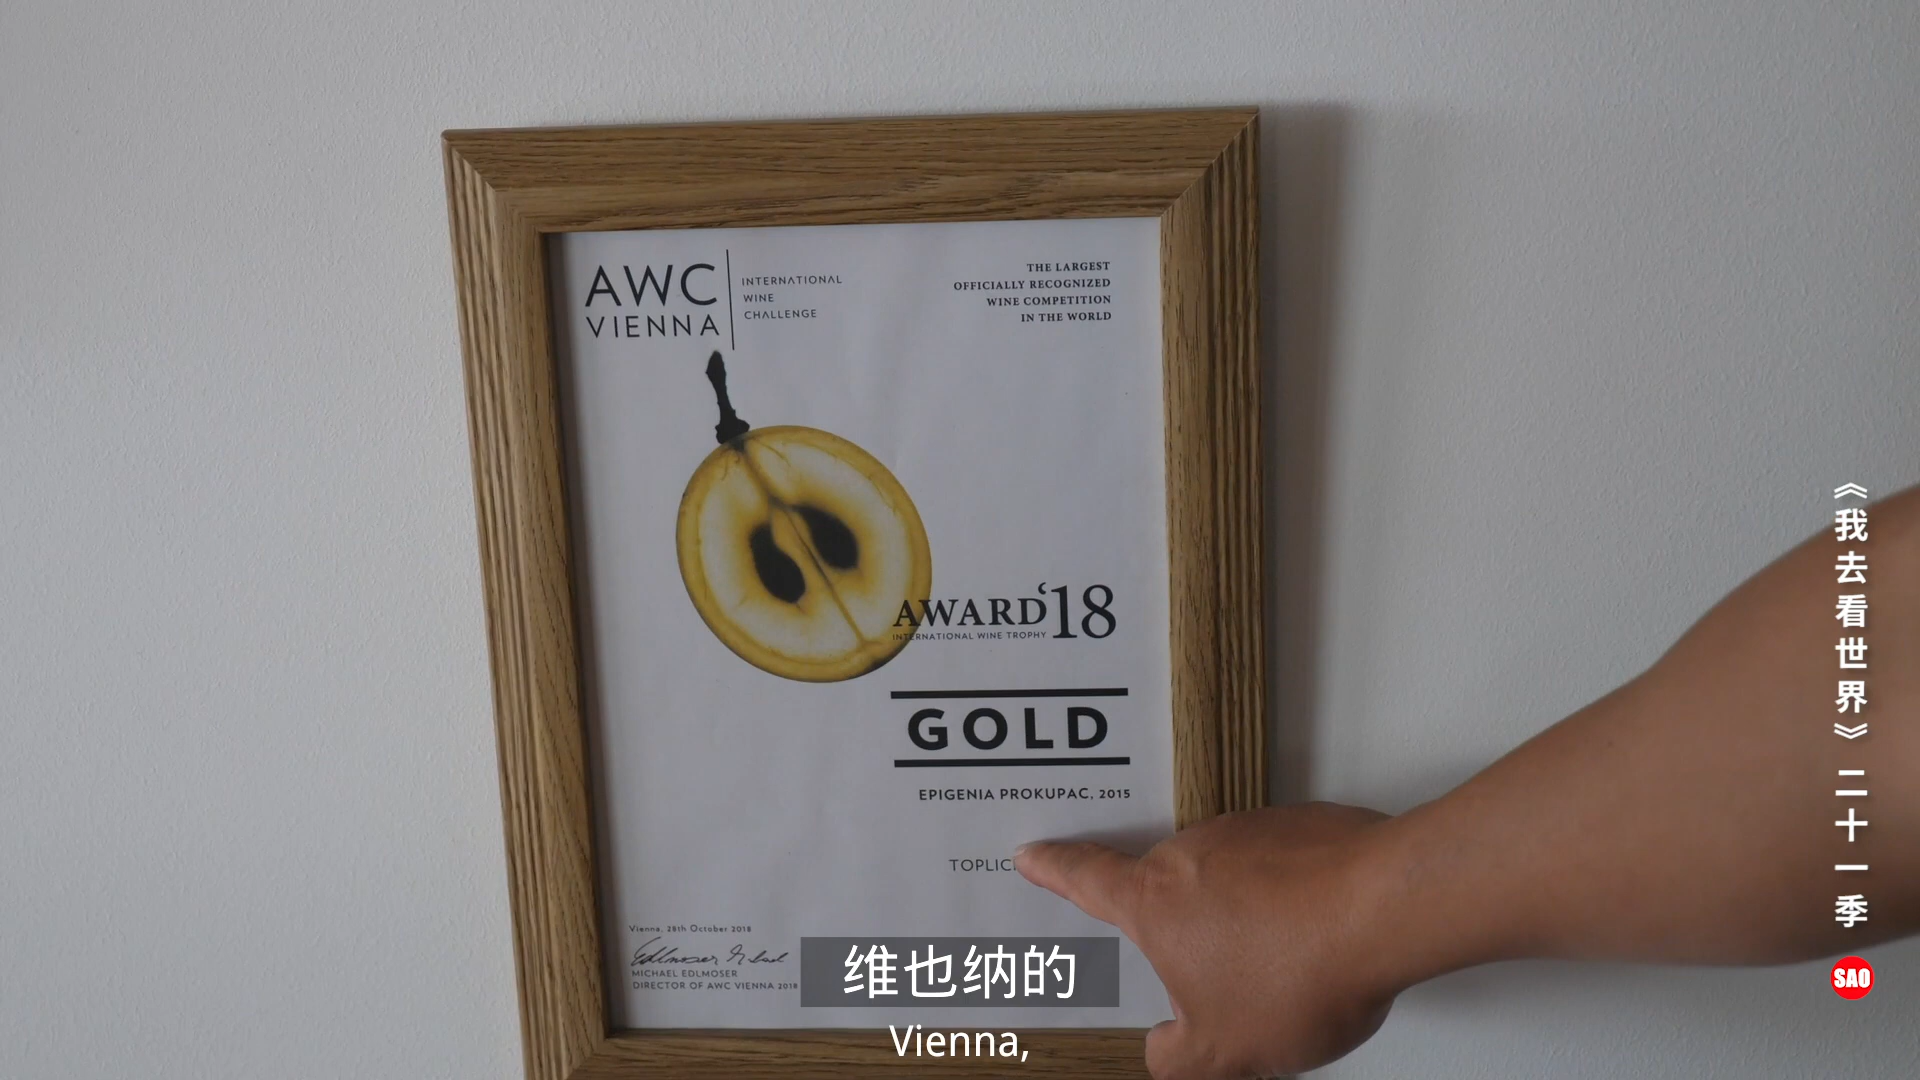 AWC
VIENNA
INTERNATIONAL
WINE
CHALLENGE
THE LARGEST
OFFICIALLY RECOGNIZED
WINE COMPETITION
IN THE WORLD
AWARD‘18
INTERNATIONAL WINE TROPHY
GOLD
EPIGENIA PROKUPAC, 2015
Vienna, 28th October 2018
MICHAEL EDLMOSER
DIRECTOR OF AWC VIENNA 2018
维也纳的
Vienna,
《我去看世界》二十一季
SAO